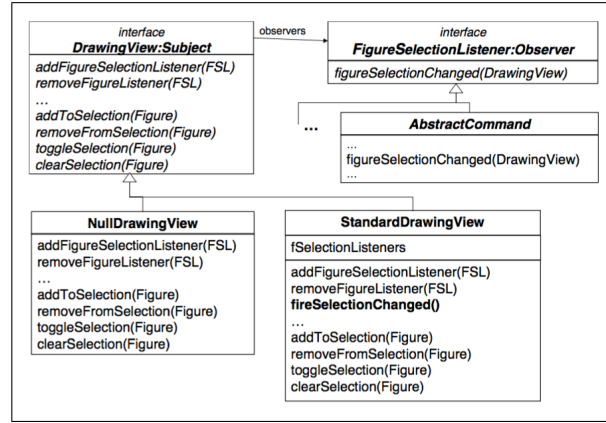 interface
DrawingView:Subject
addFigureSelectionListener(FSL)
removeFigureListener(FSL)
...
addToSelection(Figure)
removeFromSelection(Figure)
toggleSelection(Figure)
clearSelection(Figure)
observers
interface
FigureSelectionListener:Observer
figureSelectionChanged(DrawingView)
...
AbstractCommand
...
figureSelectionChanged(DrawingView)
...
NullDrawingView
addFigureSelectionListener(FSL)
removeFigureListener(FSL)
...
addToSelection(Figure)
removeFromSelection(Figure)
toggleSelection(Figure)
clearSelection(Figure)
StandardDrawingView
fSelectionListeners
addFigureSelectionListener(FSL)
removeFigureListener(FSL)
fireSelectionChanged()
...
addToSelection(Figure)
removeFromSelection(Figure)
toggleSelection(Figure)
clearSelection(Figure)